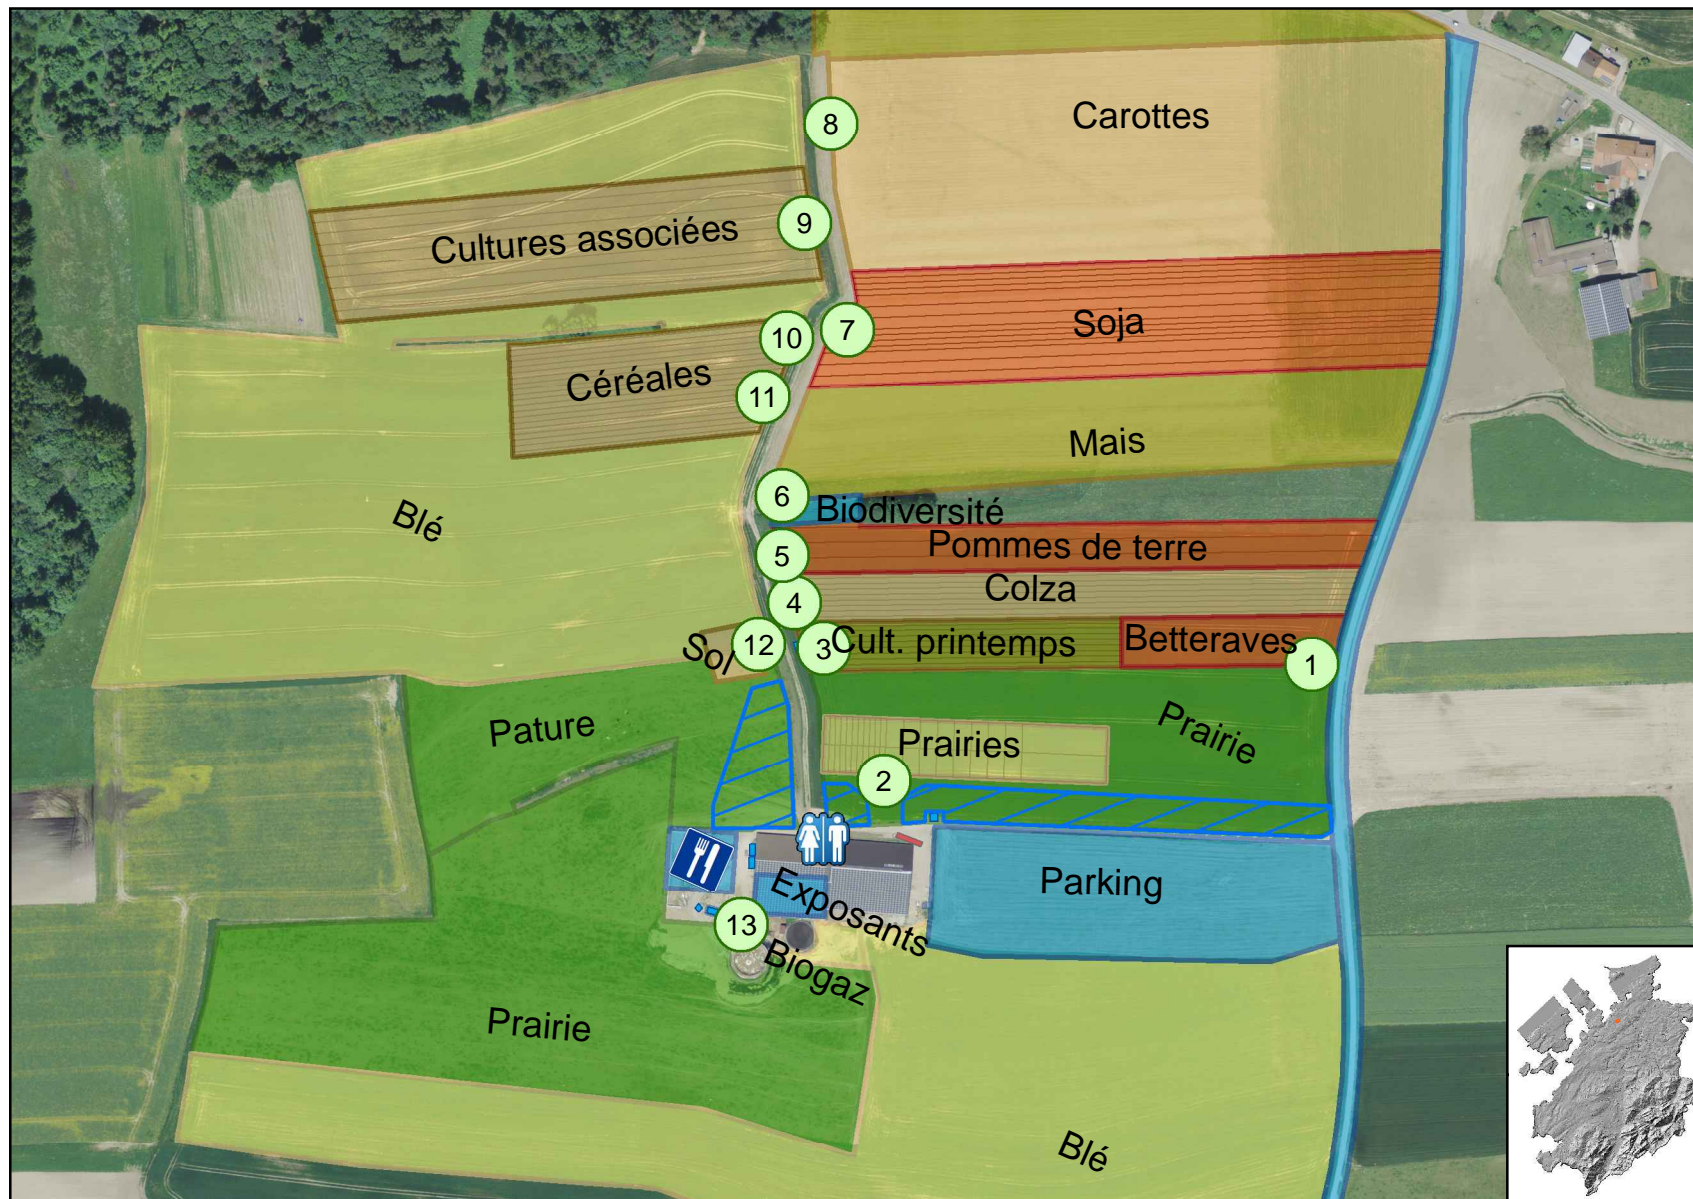 Carottes
8
Cultures associées
9
Soja
7
10
Céréales
11
Mais
6
Biodiversité
Blé
Pommes de terre
5
Colza
4
Sol
12
3
Cult. printemps
Betteraves
1
Pature
Prairies
Prairie
2
Exposants
Parking
13
Biogaz
Prairie
Blé